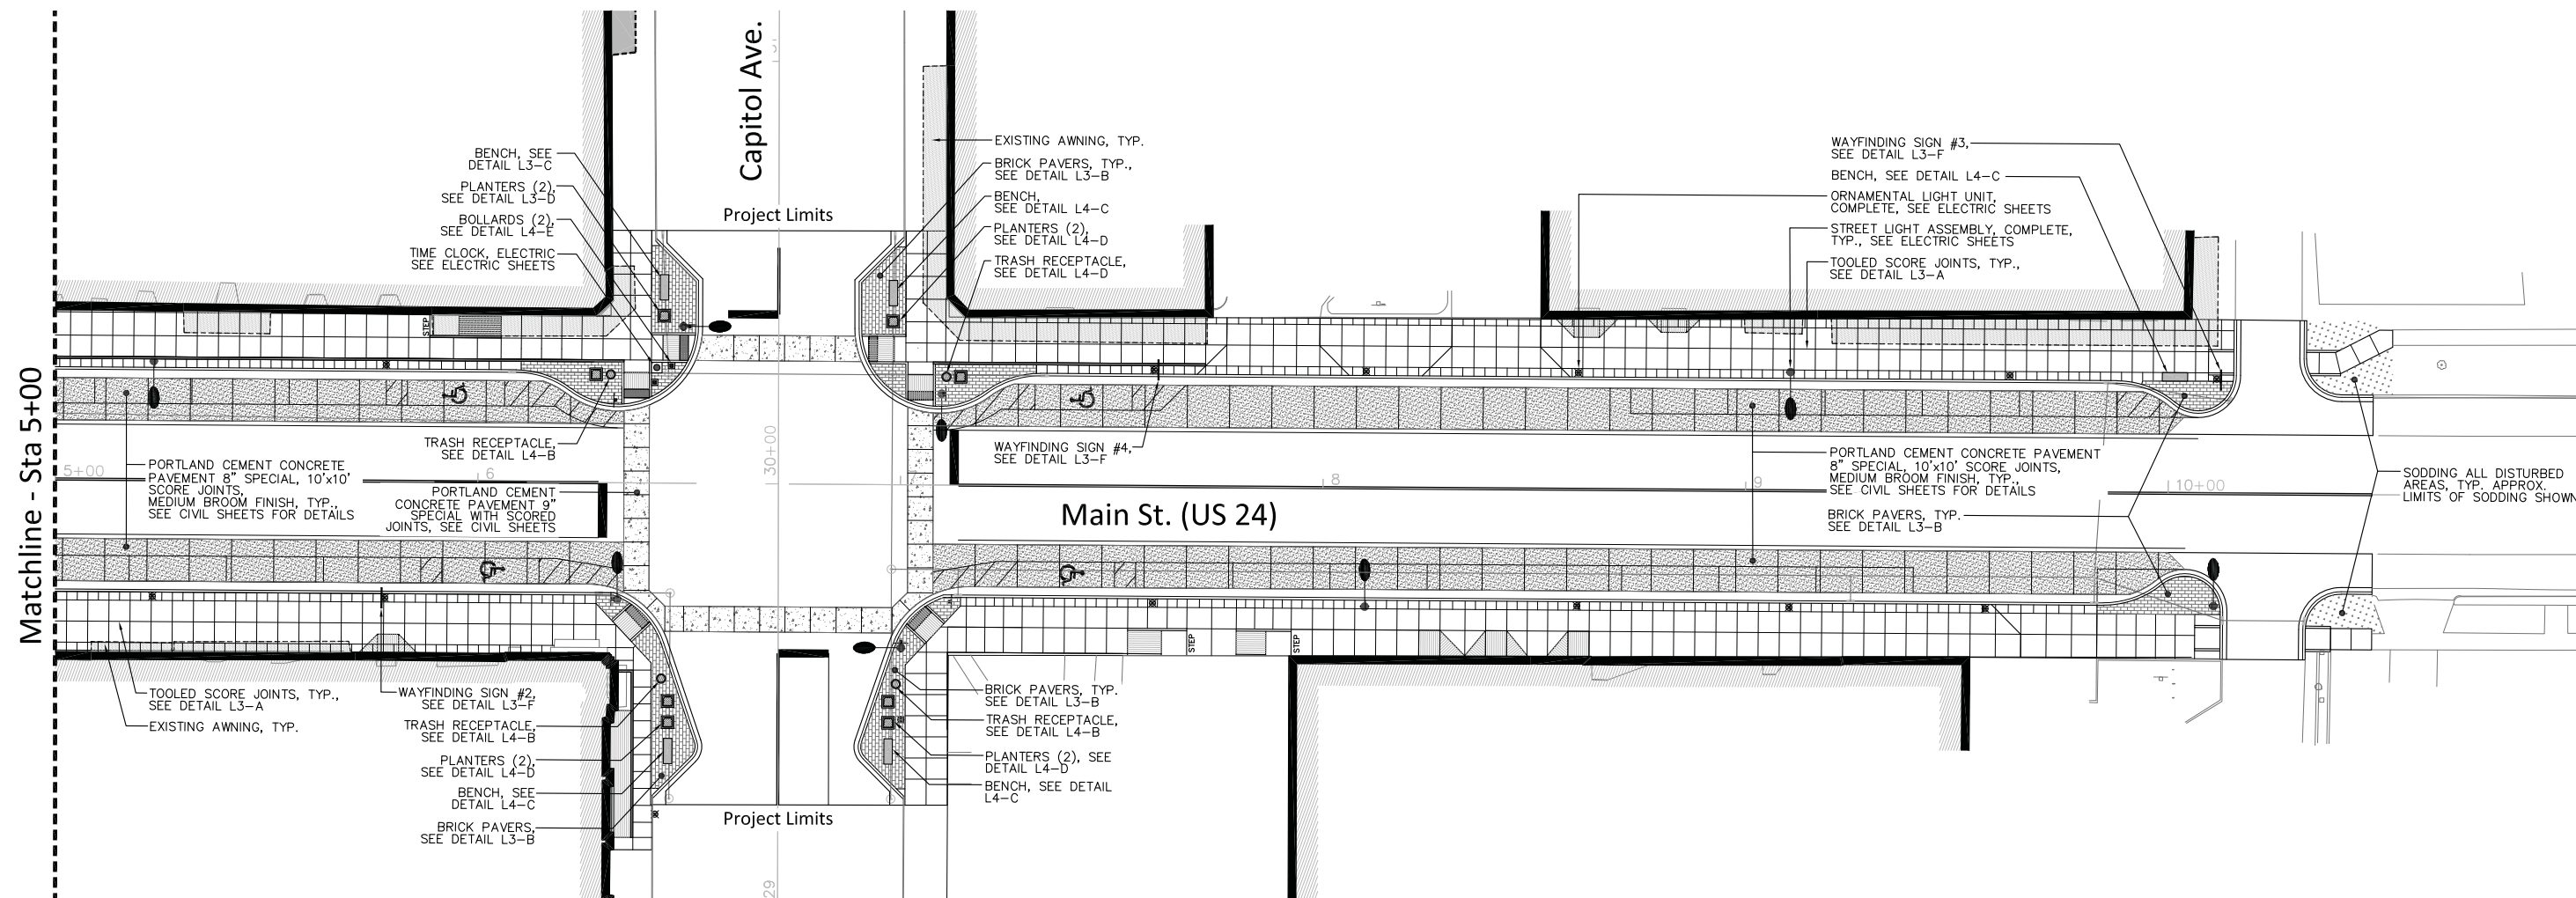 Matchline - Sta 5+00
Capitol Ave.
Project Limits
BENCH, SEE
DETAIL L3-C
PLANTERS (2),
SEE DETAIL L3-D
BOLLARDS (2),
SEE DETAIL L4-E
TIME CLOCK, ELECTRIC
SEE ELECTRIC SHEETS
EXISTING AWNING, TYP.
BRICK PAVERS, TYP.,
SEE DETAIL L3-B
BENCH,
SEE DETAIL L4-C
PLANTERS (2),
SEE DETAIL L4-D
TRASH RECEPTACLE,
SEE DETAIL L4-D
WAYFINDING SIGN #3,
SEE DETAIL L3-F
BENCH, SEE DETAIL L4-C
ORNAMENTAL LIGHT UNIT,
COMPLETE, SEE ELECTRIC SHEETS
STREET LIGHT ASSEMBLY, COMPLETE,
TYP., SEE ELECTRIC SHEETS
TOOLED SCORE JOINTS, TYP.,
SEE DETAIL L3-A
STEP
TRASH RECEPTACLE,
SEE DETAIL L4-B
WAYFINDING SIGN #4,
SEE DETAIL L3-F
5+00
6
30+00
8
9
10+00
PORTLAND CEMENT CONCRETE
PAVEMENT 8" SPECIAL, 10'x10'
SCORE JOINTS,
MEDIUM BROOM FINISH, TYP.,
SEE CIVIL SHEETS FOR DETAILS
PORTLAND CEMENT
CONCRETE PAVEMENT 9"
SPECIAL WITH SCORED
JOINTS, SEE CIVIL SHEETS
Main St. (US 24)
PORTLAND CEMENT CONCRETE PAVEMENT
8" SPECIAL, 10'x10' SCORE JOINTS,
MEDIUM BROOM FINISH, TYP.,
SEE CIVIL SHEETS FOR DETAILS
BRICK PAVERS, TYP.
SEE DETAIL L3-B
SODDING ALL DISTURBED
AREAS, TYP. APPROX.
LIMITS OF SODDING SHOWN
STEP
STEP
TOOLED SCORE JOINTS, TYP.,
SEE DETAIL L3-A
EXISTING AWNING, TYP.
WAYFINDING SIGN #2,
SEE DETAIL L3-F
TRASH RECEPTACLE,
SEE DETAIL L4-B
PLANTERS (2),
SEE DETAIL L4-D
BENCH, SEE
DETAIL L4-C
BRICK PAVERS,
SEE DETAIL L3-B
BRICK PAVERS, TYP.
SEE DETAIL L3-B
TRASH RECEPTACLE,
SEE DETAIL L4-B
PLANTERS (2), SEE
DETAIL L4-D
BENCH, SEE DETAIL
L4-C
Project Limits
29